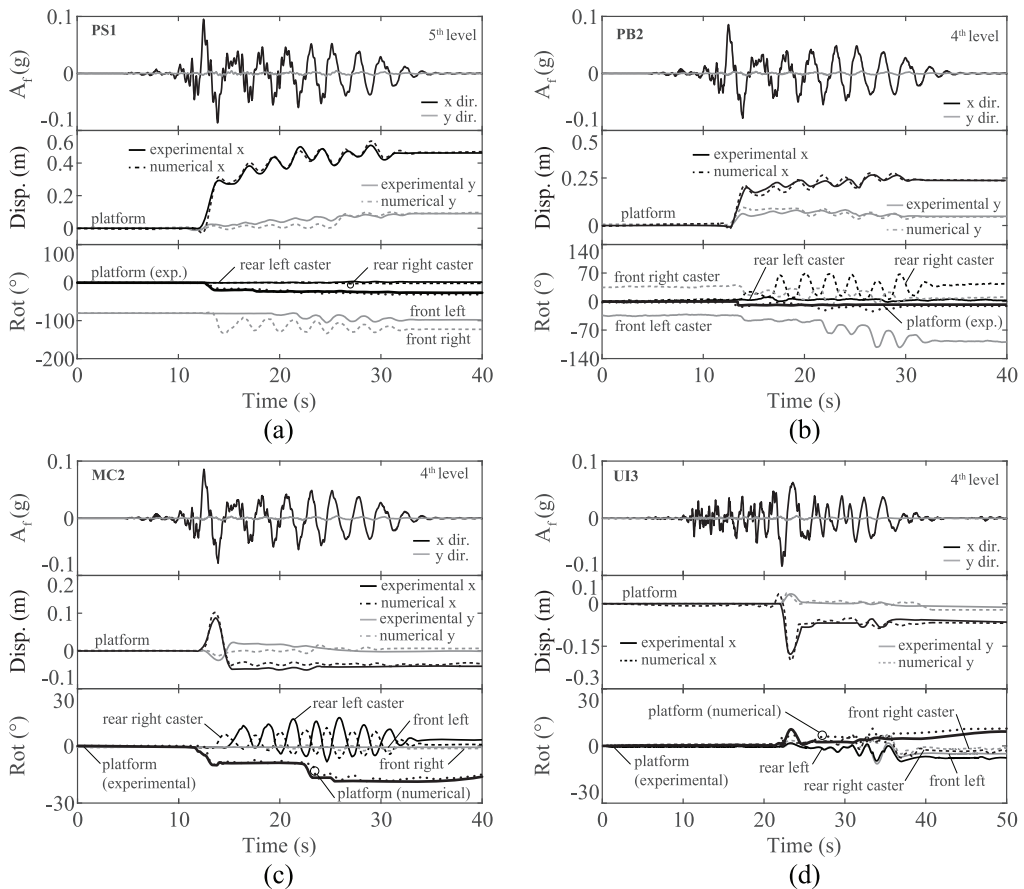 0.1
PS1
5th level
A_f (g)
0
x dir.
y dir.
-0.1
0.6
experimental x
numerical x
0.4
Disp. (m)
experimental y
0.2
numerical y
platform
0
100
platform (exp.)
rear left caster
rear right caster
0
Rot (°)
front left
-100
front right
-200
0 10 20 30 40
Time (s)
(a)
0.1
PB2
4th level
A_f (g)
0
x dir.
y dir.
-0.1
0.5
experimental x
numerical x
0.25
Disp. (m)
platform
experimental y
numerical y
0
140
rear left caster
rear right caster
70
front right caster
Rot (°)
0
front left caster
platform (exp.)
-70
-140
0 10 20 30 40
Time (s)
(b)
0.1
MC2
4th level
A_f (g)
0
x dir.
y dir.
-0.1
0.2
experimental x
numerical x
experimental y
numerical y
0.1
Disp. (m)
platform
0
-0.1
30
rear left caster
rear right caster
front left
Rot (°)
0
platform
(experimental)
front right
platform (numerical)
-30
0 10 20 30 40
Time (s)
(c)
0.1
UI3
4th level
A_f (g)
0
x dir.
y dir.
-0.1
0.1
platform
0
Disp. (m)
-0.15
experimental x
numerical x
experimental y
numerical y
-0.3
30
platform (numerical)
front right caster
Rot (°)
0
platform
(experimental)
rear left
rear right caster
front left
-30
0 10 20 30 40 50
Time (s)
(d)